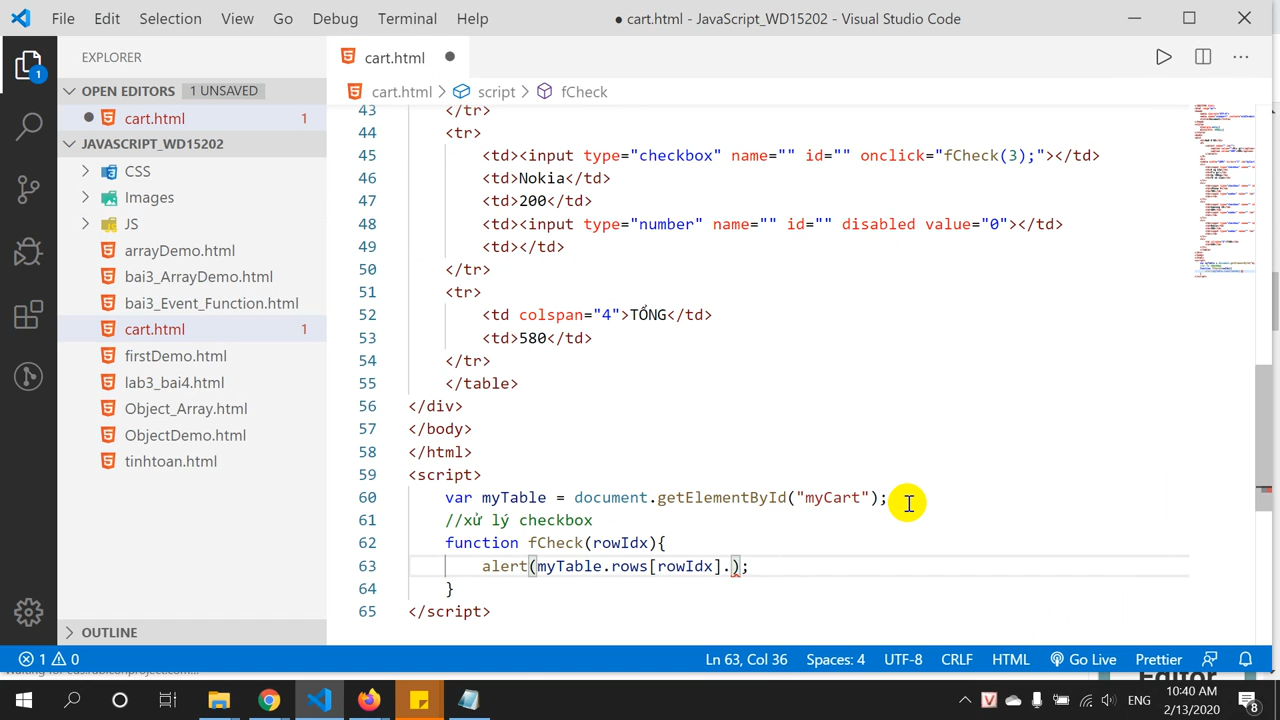 File Edit Selection View Go Debug Terminal Help ● cart.html - JavaScript_WD15202 - Visual Studio Code
EXPLORER
OPEN EDITORS 1 UNSAVED
cart.html 1
JAVASCRIPT_WD15202
CSS
Images
JS
arrayDemo.html
bai3_ArrayDemo.html
bai3_Event_Function.html
cart.html 1
firstDemo.html
lab3_bai4.html
Object_Array.html
ObjectDemo.html
tinhtoan.html
OUTLINE
1
cart.html
cart.html > script > fCheck
43 </tr>
44 <tr>
45 <td><input type="checkbox" name="" id="" onclick="fCheck(3);"></td>
46 <td>Nokia</td>
47 <td>200</td>
48 <td><input type="number" name="" id="" disabled value="0"></td>
49 <td></td>
50 </tr>
51 <tr>
52 <td colspan="4">TỔNG</td>
53 <td>580</td>
54 </tr>
55 </table>
56 </div>
57 </body>
58 </html>
59 <script>
60 var myTable = document.getElementById("myCart");
61 //xử lý checkbox
62 function fCheck(rowIdx){
63 alert(myTable.rows[rowIdx].);
64 }
65 </script>
1 0 Ln 63, Col 36 Spaces: 4 UTF-8 CRLF HTML Go Live Prettier
ENG
10:40 AM
2/13/2020
8